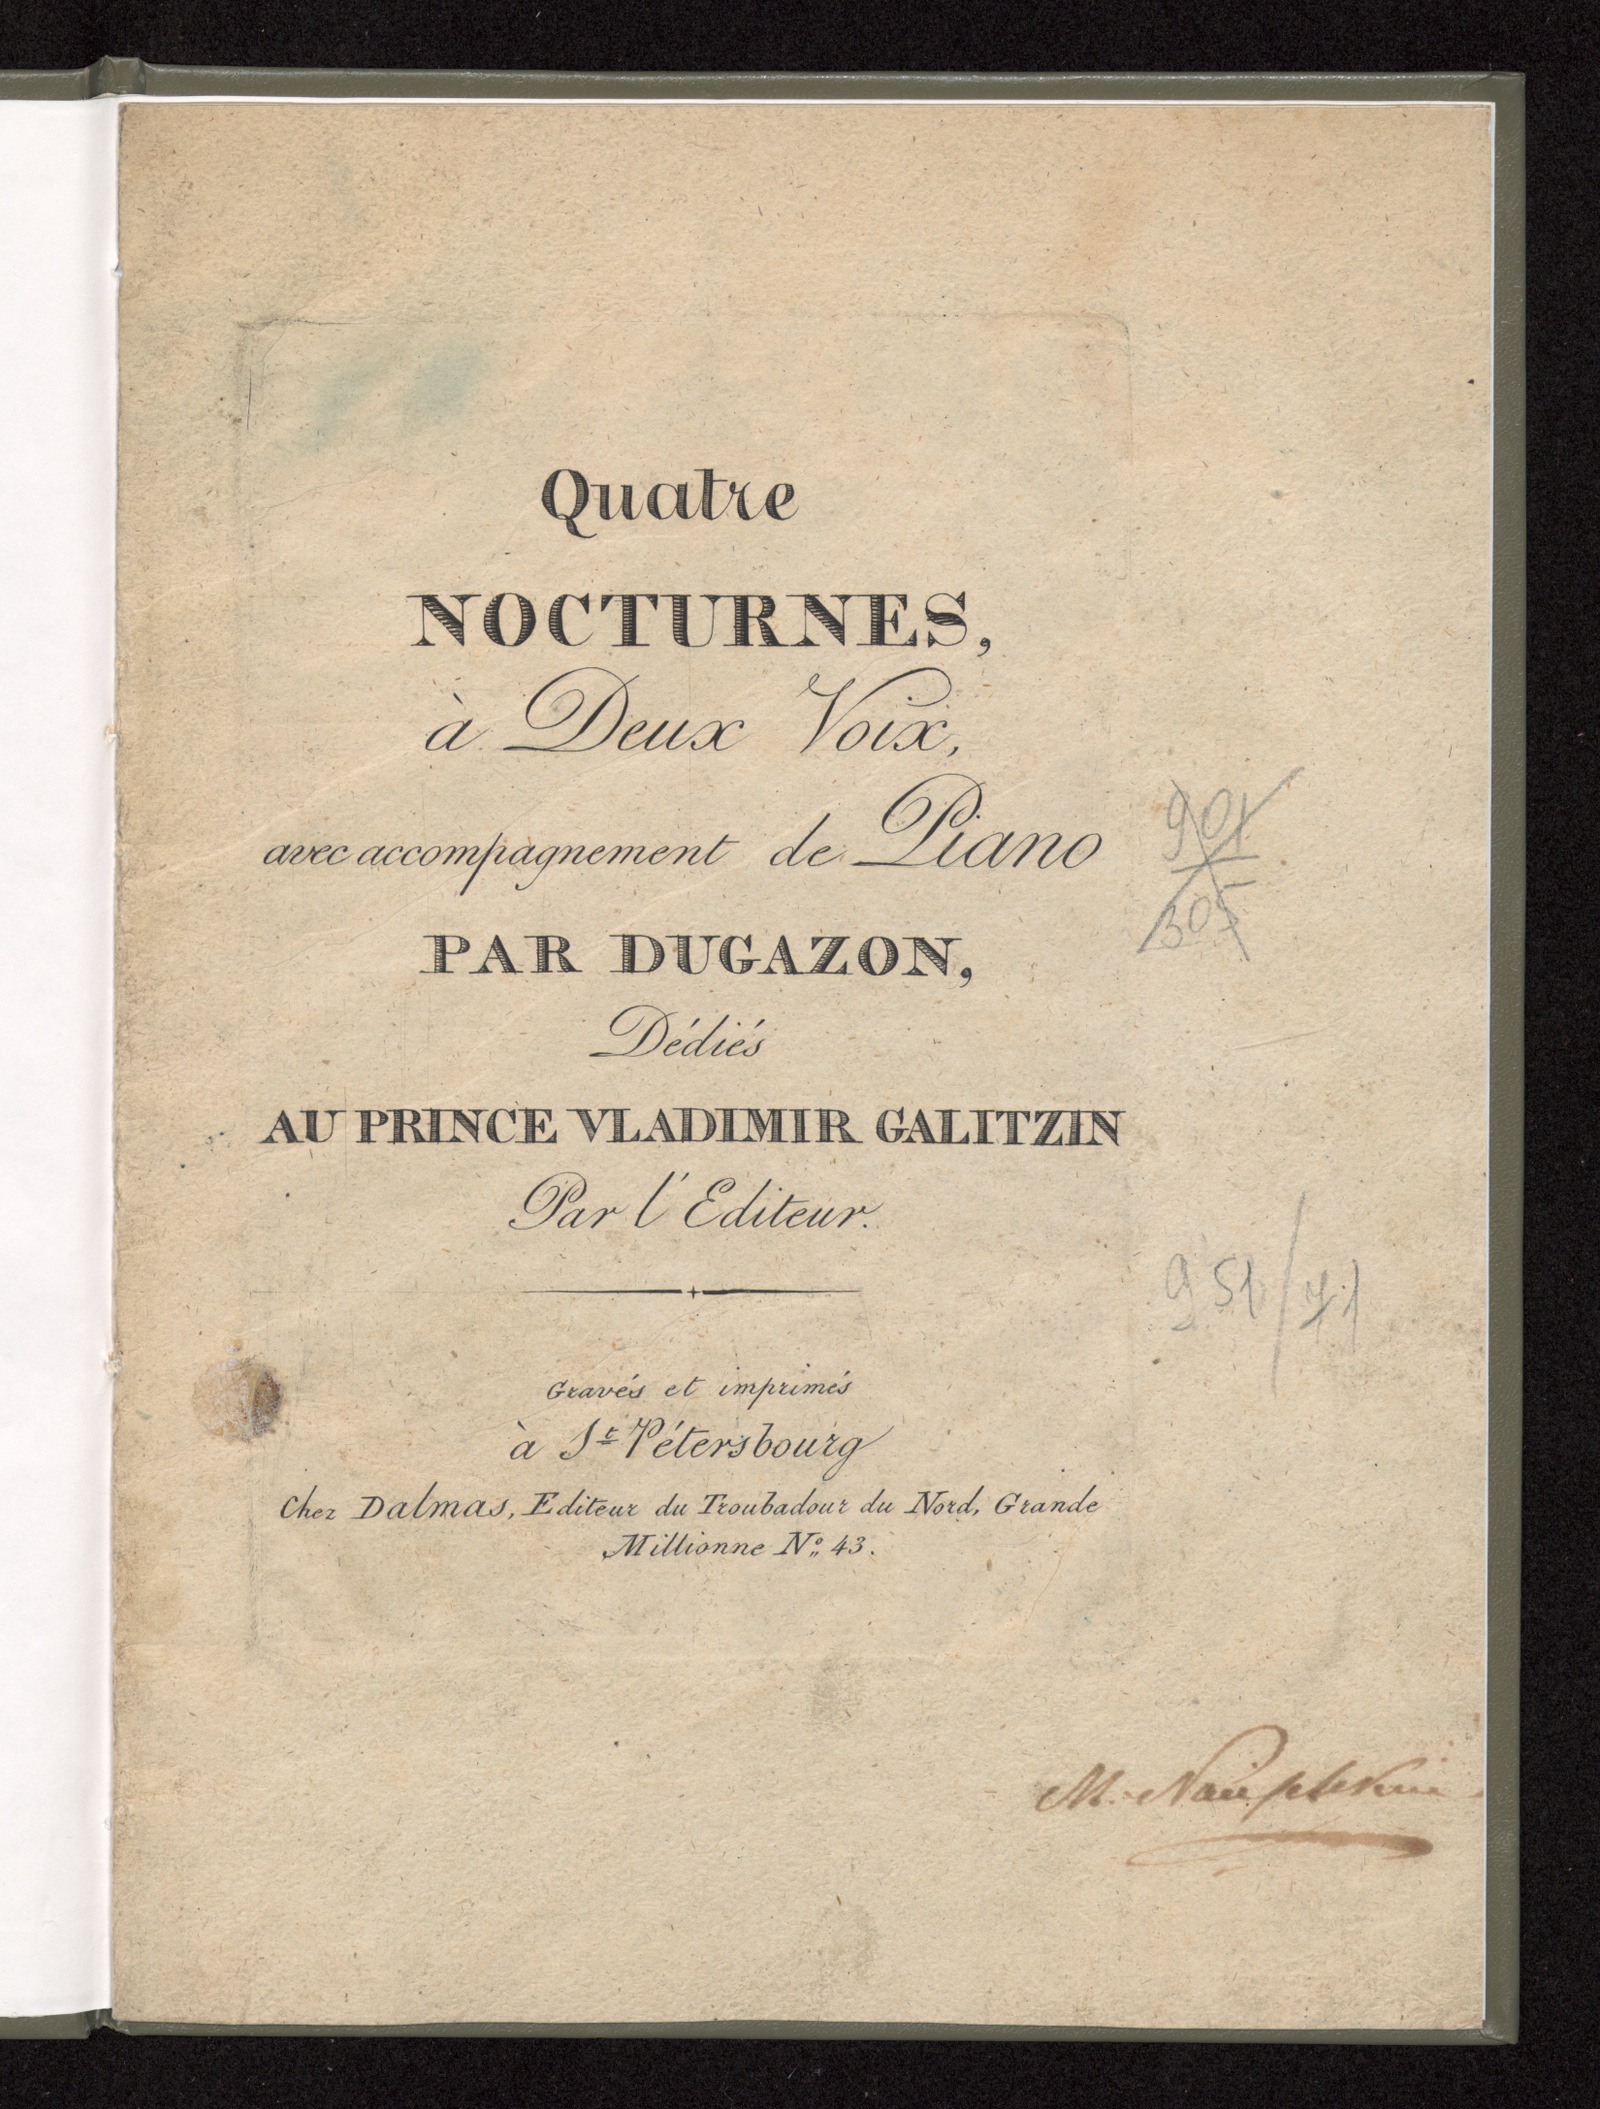 Quatre
NOCTURNES,
à Deux Voix,
avec accompagnement de Piano
PAR DUGAZON,
Dédiés
AU PRINCE VLADIMIR GALITZIN
Par l'Editeur.
Gravés et imprimés
à St Pétersbourg
Chez Dalmas, Editeur du Troubadour du Nord, Grande
Millionne No. 43.
901
305
951/71
M.